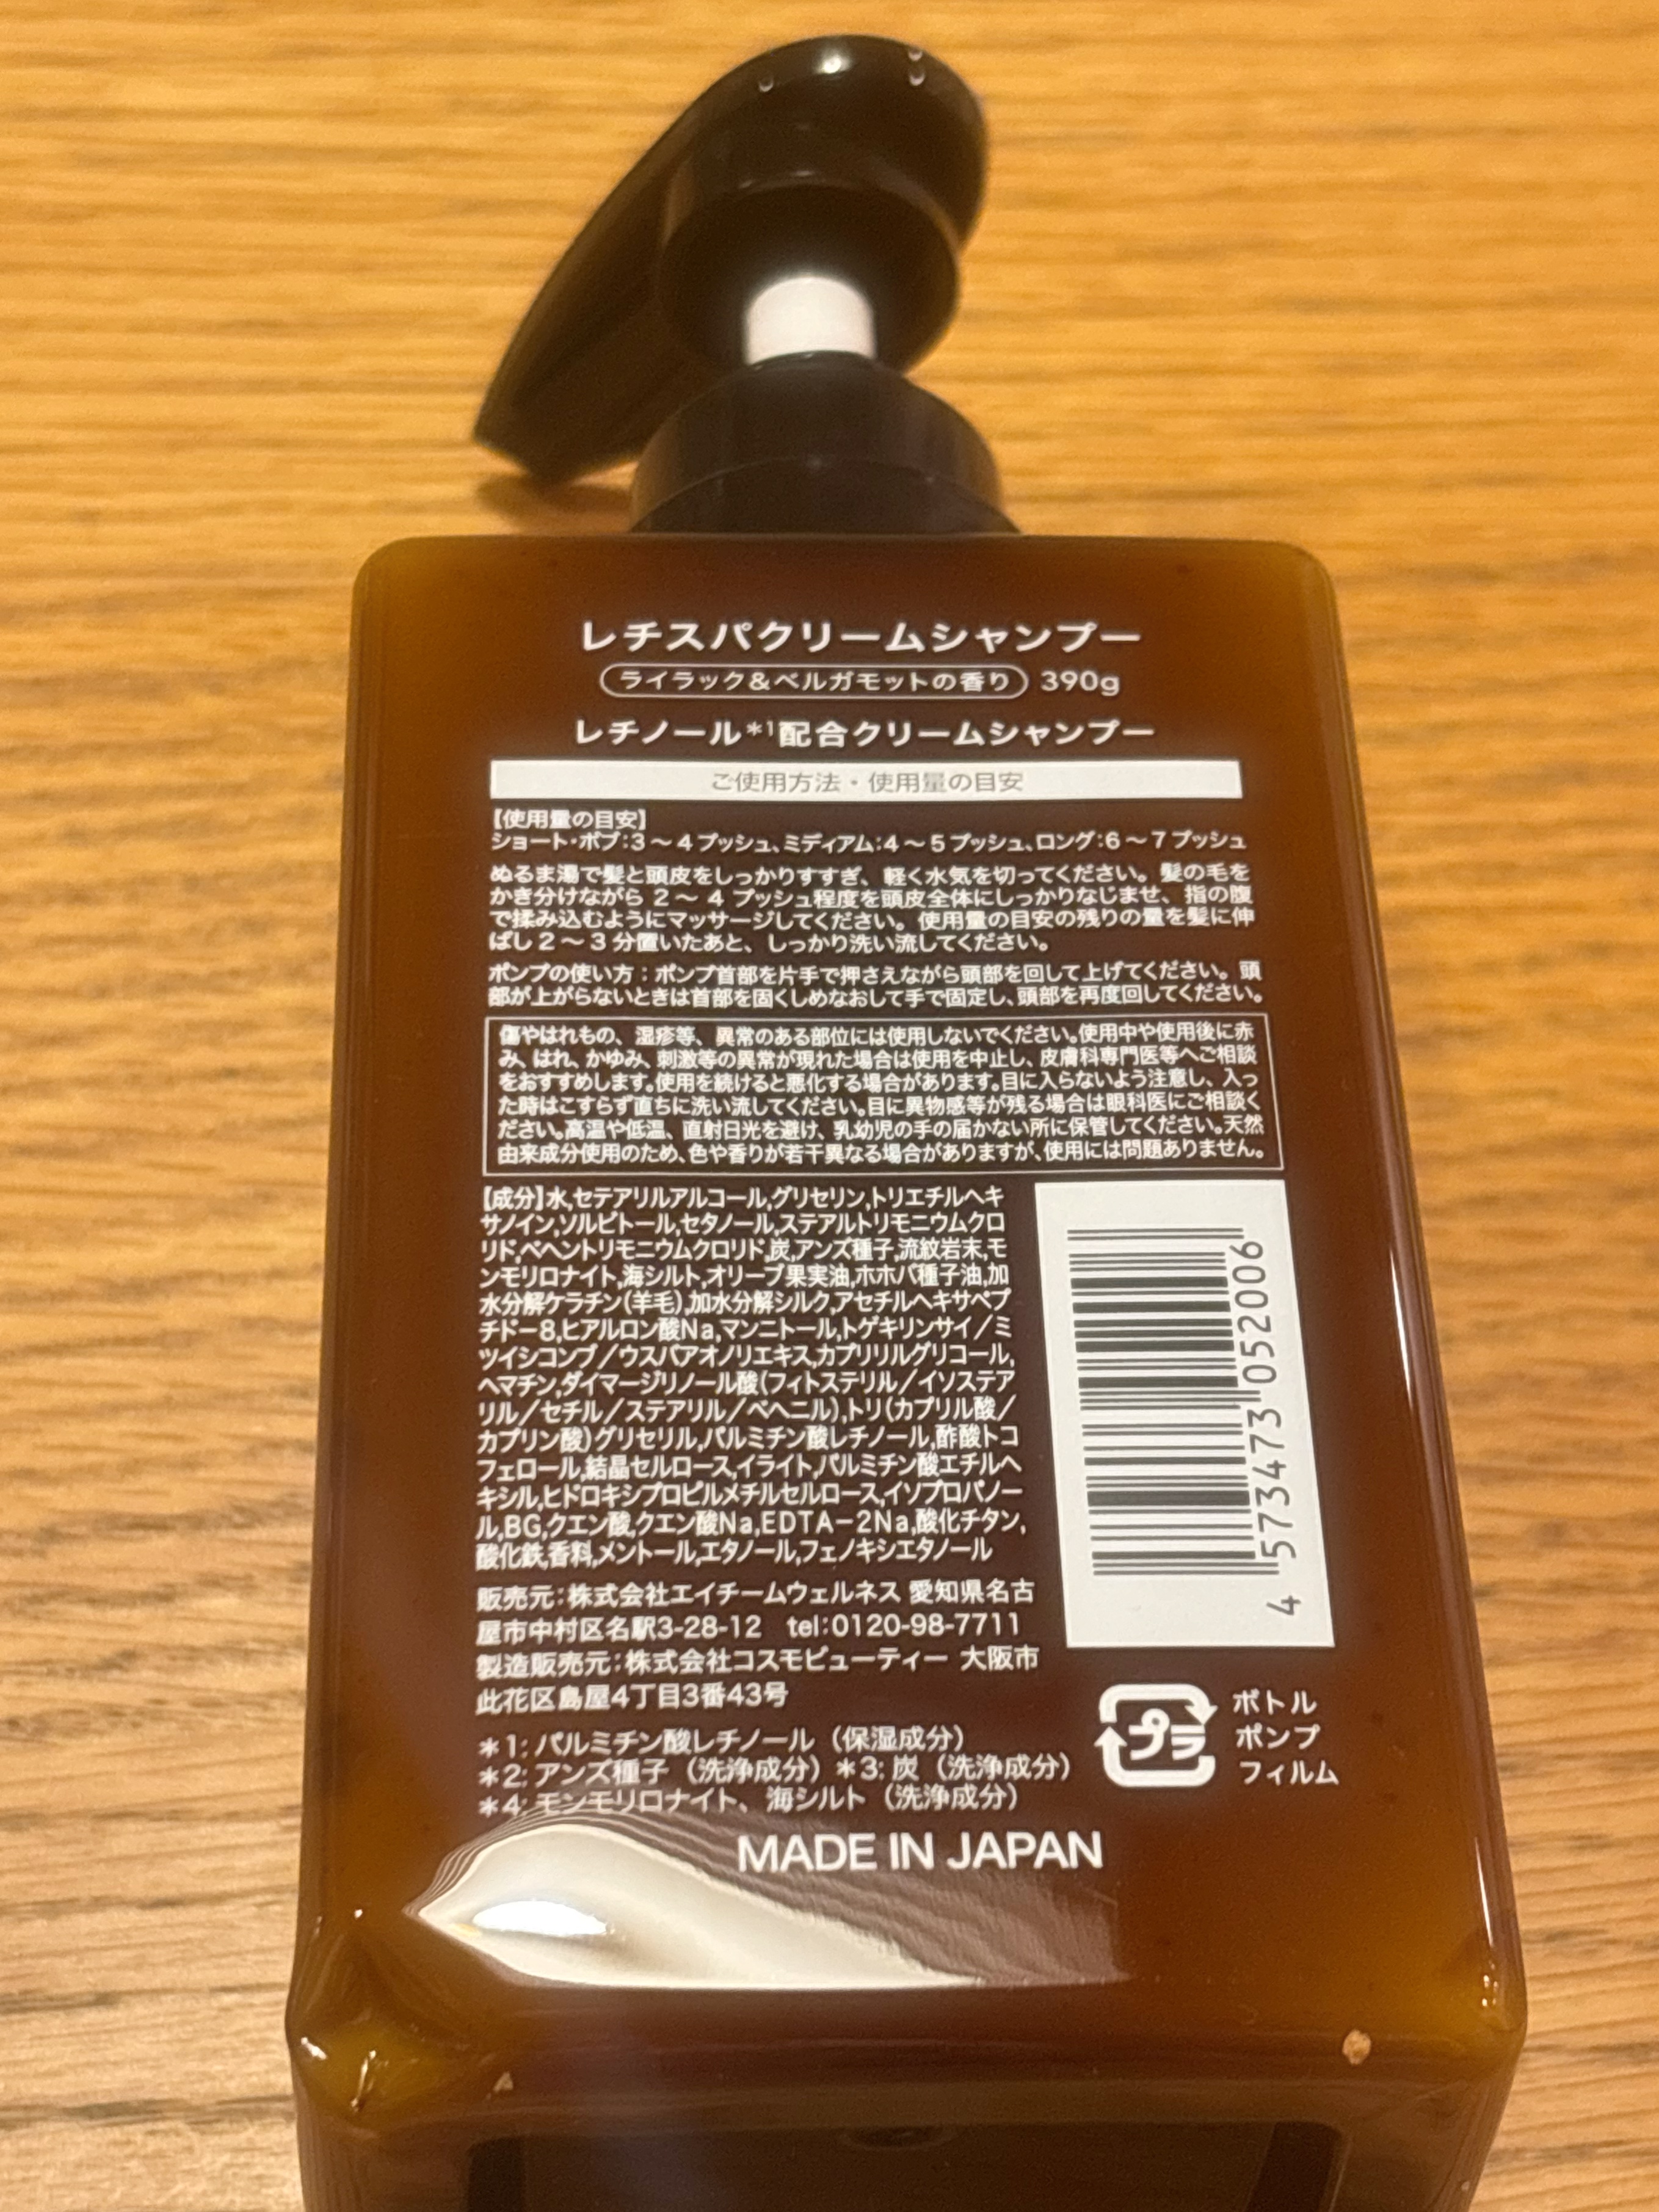 レチスパクリームシャンプー
ライラック&ベルガモットの香り 390g
レチノール*1配合クリームシャンプー
ご使用方法・使用量の目安
【使用量の目安】
ショート・ボブ：3～4プッシュ、ミディアム：4～5プッシュ、ロング：6～7プッシュ
ぬるま湯で髪と頭皮をしっかりすすぎ、軽く水気を切ってください。髪の毛を
かき分けながら 2～ 4 プッシュ程度を頭皮全体にしっかりなじませ、指の腹
で揉み込むようにマッサージしてください。使用量の目安の残りの量を髪に伸
ばし 2～3 分置いたあと、しっかり洗い流してください。
ポンプの使い方：ポンプ首部を片手で押さえながら頭部を回して上げてください。頭
部が上がらないときは首部を固くしめなおして手で固定し、頭部を再度回してください。
傷やはれもの、湿疹等、異常のある部位には使用しないでください。使用中や使用後に赤
み、はれ、かゆみ、刺激等の異常が現れた場合は使用を中止し、皮膚科専門医等へご相談
をおすすめします。使用を続けると悪化する場合があります。目に入らないよう注意し、入っ
た時はこすらず直ちに洗い流してください。目に異物感等が残る場合は眼科医にご相談く
ださい。高温や低温、直射日光を避け、乳幼児の手の届かない所に保管してください。天然
由来成分使用のため、色や香りが若干異なる場合がありますが、使用には問題ありません。
【成分】水,セテアリルアルコール,グリセリン,トリエチルヘキ
サノイン,ソルビトール,セタノール,ステアルトリモニウムクロ
リド,ベヘントリモニウムクロリド,炭,アンズ種子,流紋岩末,モ
ンモリロナイト,海シルト,オリーブ果実油,ホホバ種子油,加
水分解ケラチン(羊毛),加水分解シルク,アセチルヘキサペプ
チドー8,ヒアルロン酸Na,マンニトール,トゲキリンサイ／ミ
ツイシコンブ／ウスバアオノリエキス,カプリリルグリコール,
ヘマチン,ダイマージリノール酸(フィトステリル／イソステア
リル／セチル／ステアリル／ベヘニル),トリ(カプリル酸／
カプリン酸)グリセリル,パルミチン酸レチノール,酢酸トコ
フェロール,結晶セルロース,イライト,パルミチン酸エチルヘ
キシル,ヒドロキシプロピルメチルセルロース,イソプロパノー
ル,BG,クエン酸,クエン酸Na,EDTA－2Na,酸化チタン,
酸化鉄,香料,メントール,エタノール,フェノキシエタノール
販売元：株式会社エイチームウェルネス 愛知県名古
屋市中村区名駅3-28-12 tel：0120-98-7711
製造販売元：株式会社コスモビューティー 大阪市
此花区島屋4丁目3番43号
＊1: パルミチン酸レチノール（保湿成分）
＊2: アンズ種子（洗浄成分）＊3: 炭（洗浄成分）
＊4: モンモリロナイト、海シルト（洗浄成分）
MADE IN JAPAN
4 573473 052006
プラ
ボトル
ポンプ
フィルム